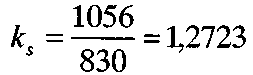 k_s = 1056/830 = 1,2723